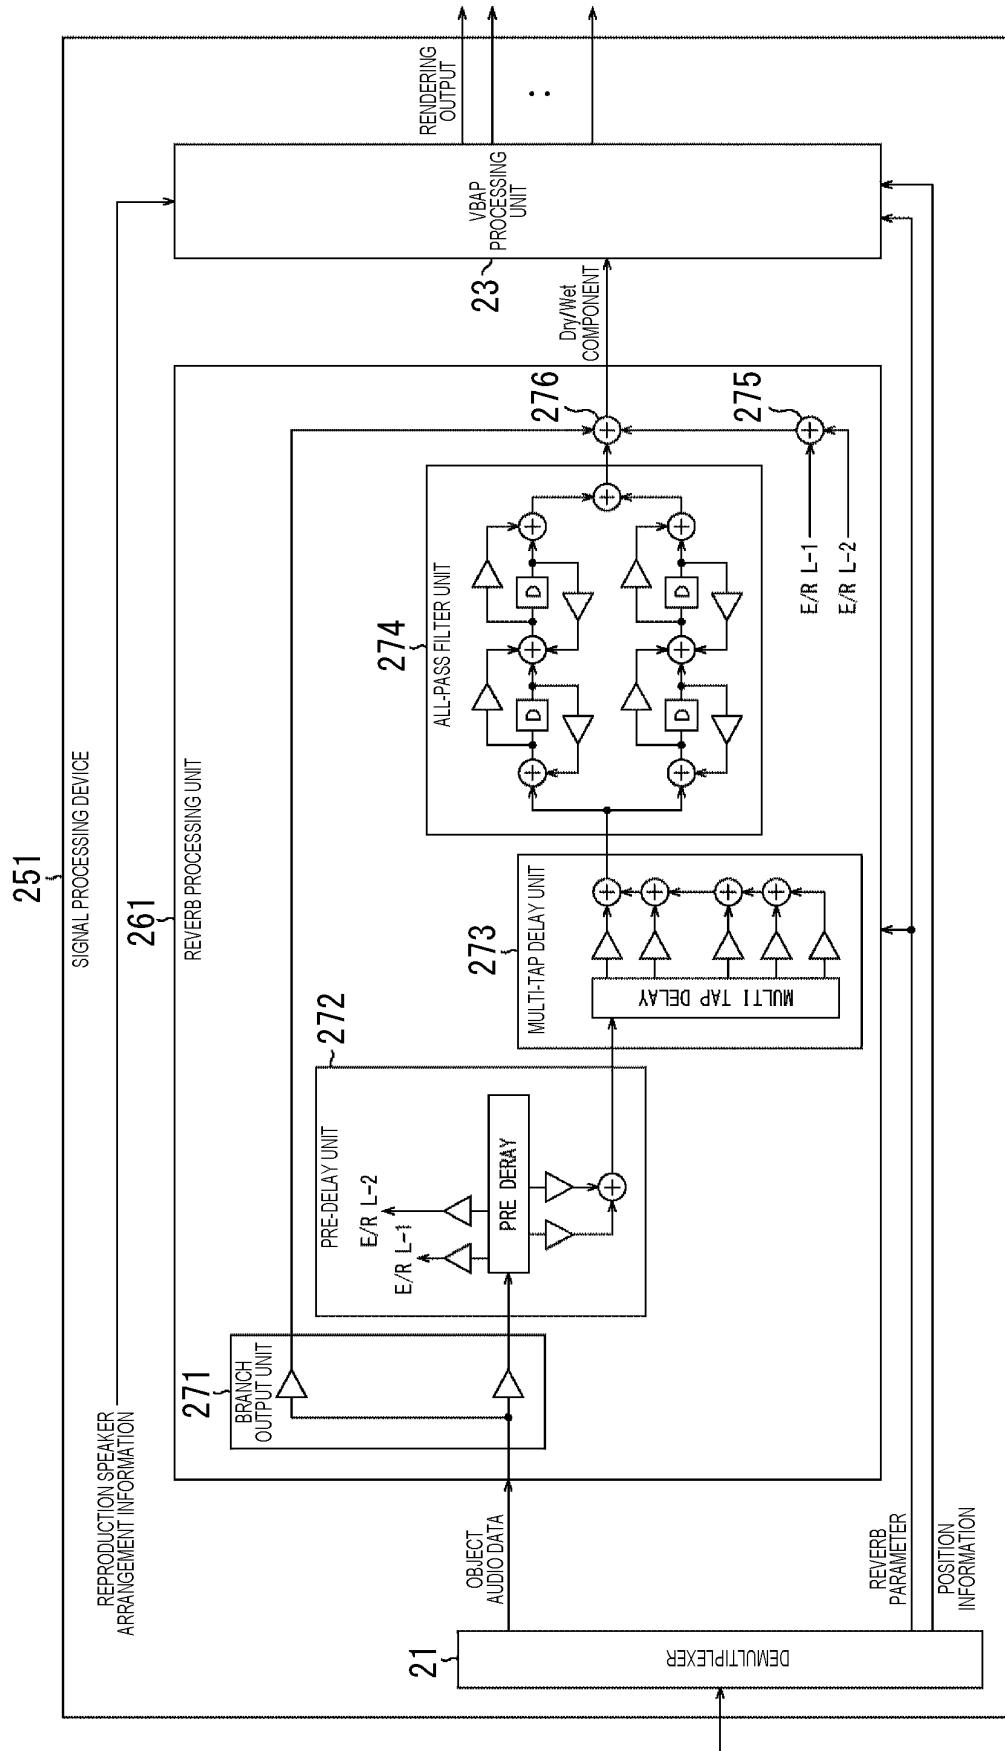 251
SIGNAL PROCESSING DEVICE
REPRODUCTION SPEAKER
ARRANGEMENT INFORMATION
261
REVERB PROCESSING UNIT
271
BRANCH
OUTPUT UNIT
272
PRE-DELAY UNIT
E/R L-2
E/R L-1
PRE DERAY
273
MULTI-TAP DELAY UNIT
MULTI TAP DELAY
274
ALL-PASS FILTER UNIT
D
D
D
D
276
275
E/R L-1
E/R L-2
Dry/Wet
COMPONENT
23
VBAP
PROCESSING
UNIT
RENDERING
OUTPUT
OBJECT
AUDIO DATA
21
DEMULTIPLEXER
REVERB
PARAMETER
POSITION
INFORMATION